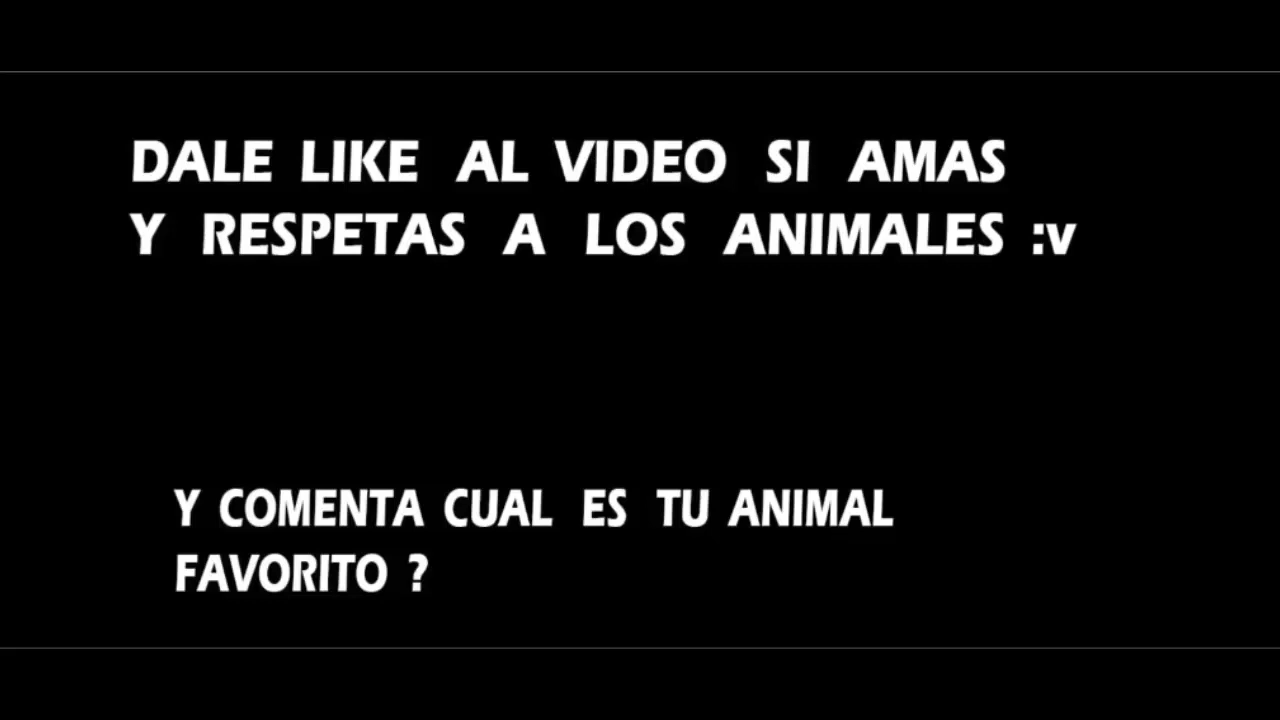 DALE LIKE AL VIDEO SI AMAS
Y RESPETAS A LOS ANIMALES :v
Y COMENTA CUAL ES TU ANIMAL
FAVORITO ?